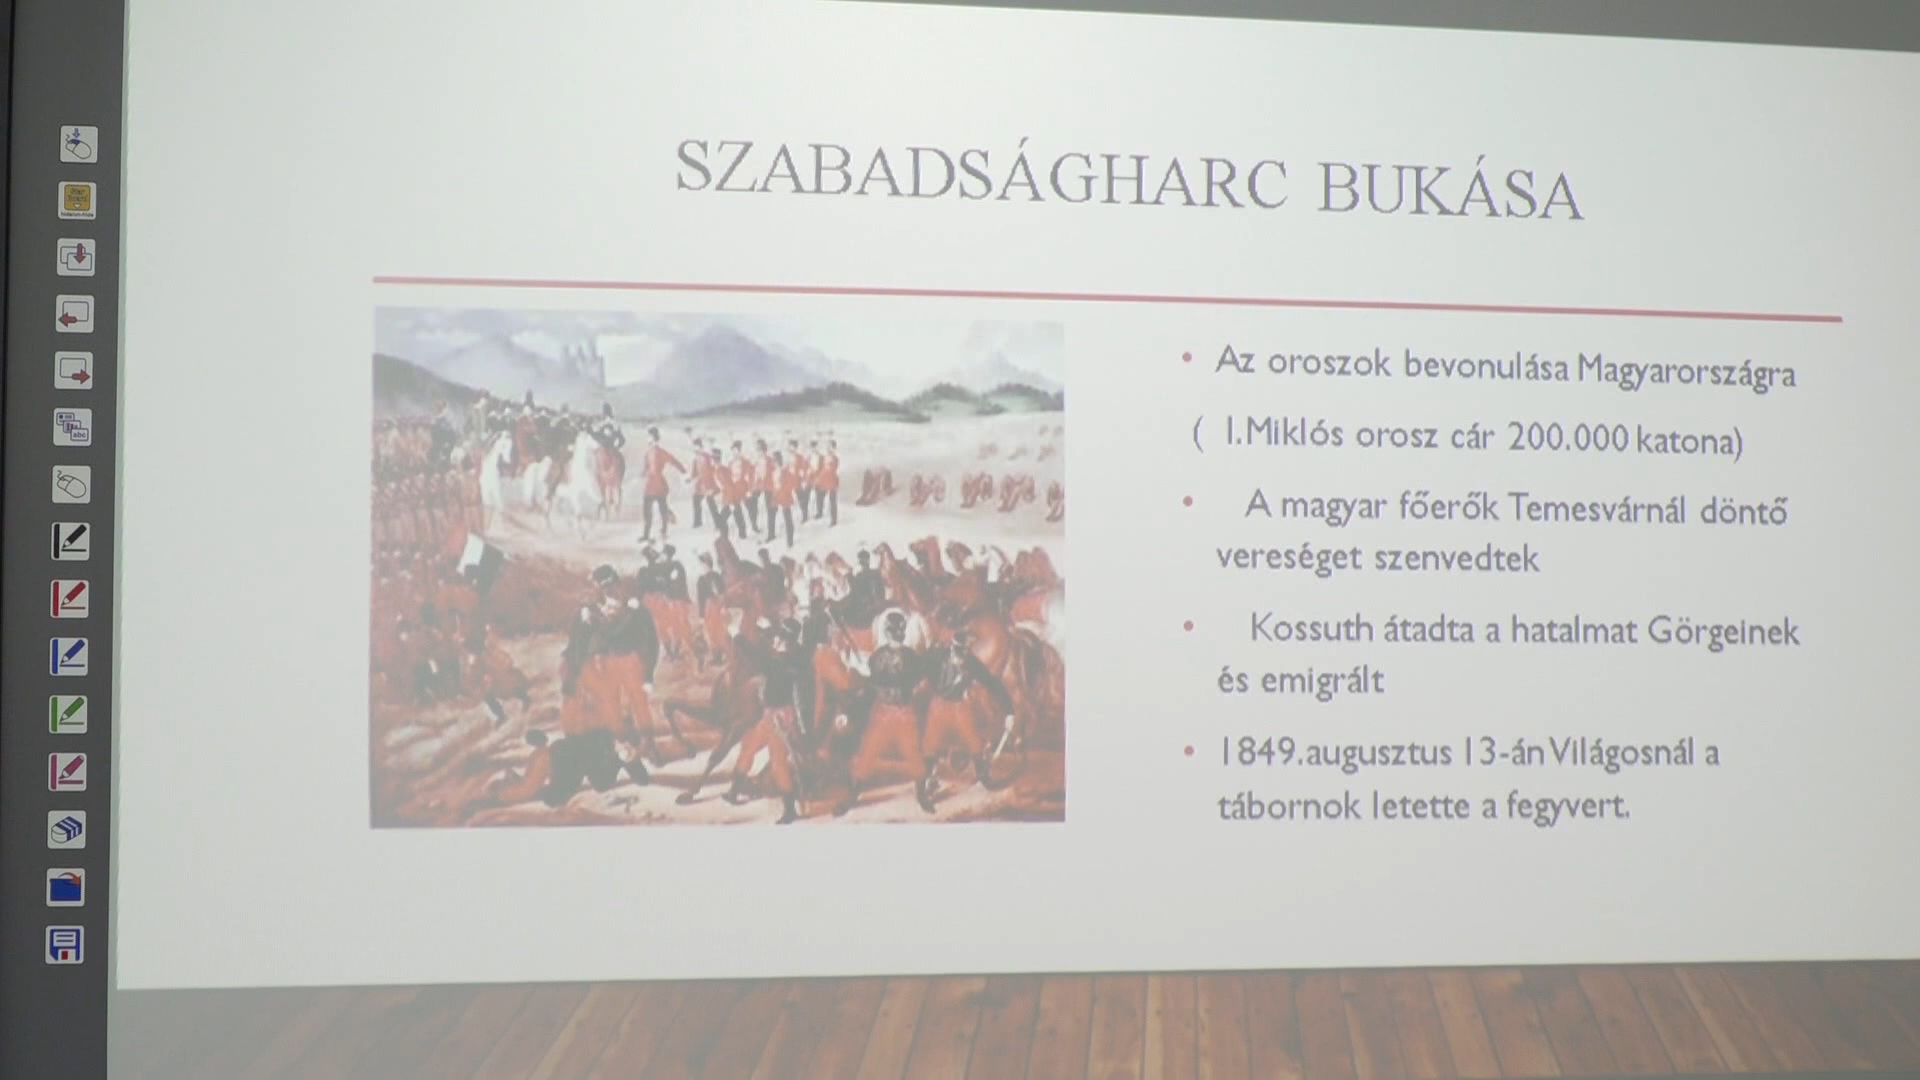 SZABADSÁGHARC BUKÁSA
• Az oroszok bevonulása Magyarországra
( I.Miklós orosz cár 200.000 katona)
• A magyar főerők Temesvárnál döntő
vereséget szenvedtek
• Kossuth átadta a hatalmat Görgeinek
és emigrált
• 1849.augusztus 13-án Világosnál a
tábornok letette a fegyvert.
abc